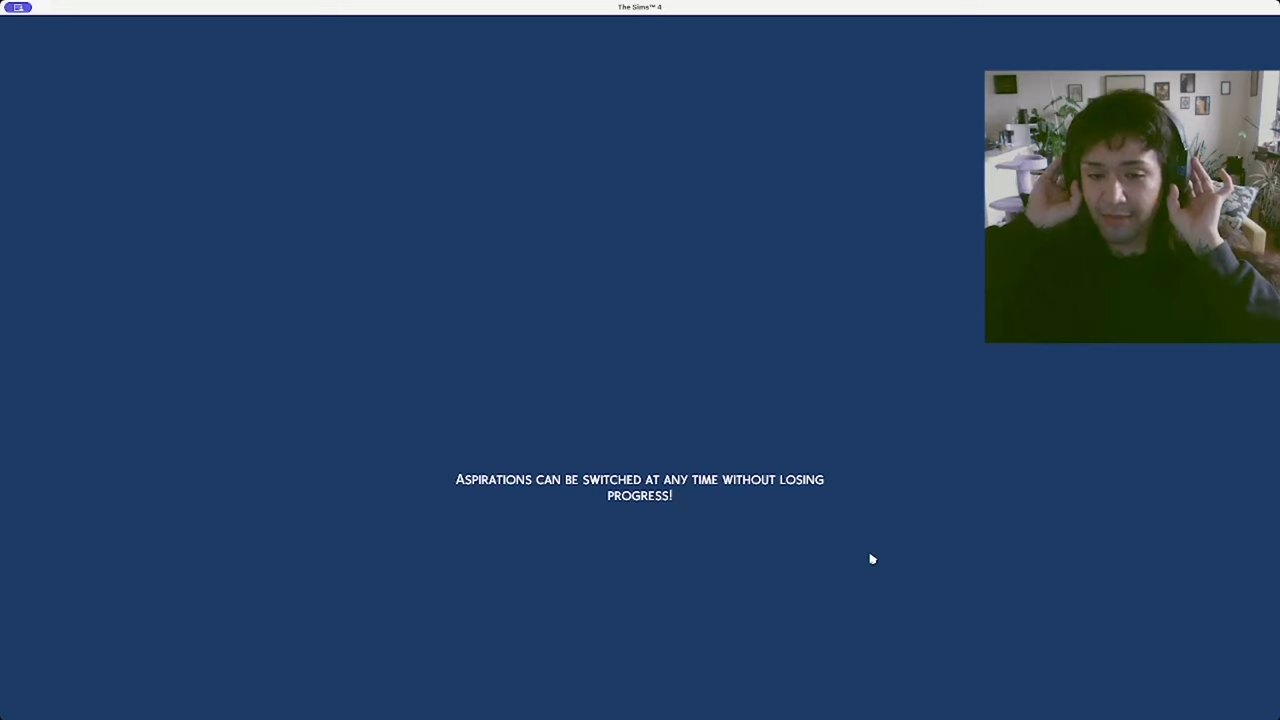 The Sims™ 4
ASPIRATIONS CAN BE SWITCHED AT ANY TIME WITHOUT LOSING
PROGRESS!